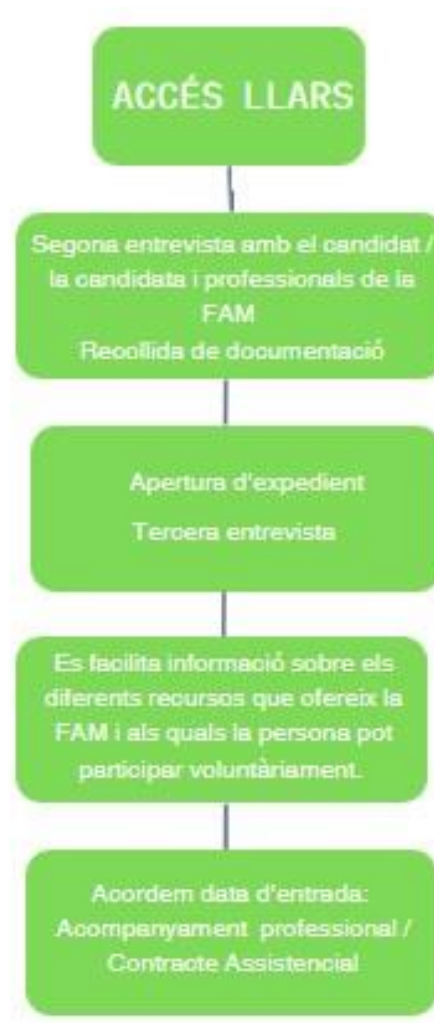 ACCÉS LLARS
Segona entrevista amb el candidat /
la candidata i professionals de la
FAM
Recollida de documentació
Apertura d'expedient
Tercera entrevista
Es facilita informació sobre els
diferents recursos que ofereix la
FAM i als quals la persona pot
participar voluntàriament.
Acordem data d'entrada:
Acompanyament professional /
Contracte Assistencial